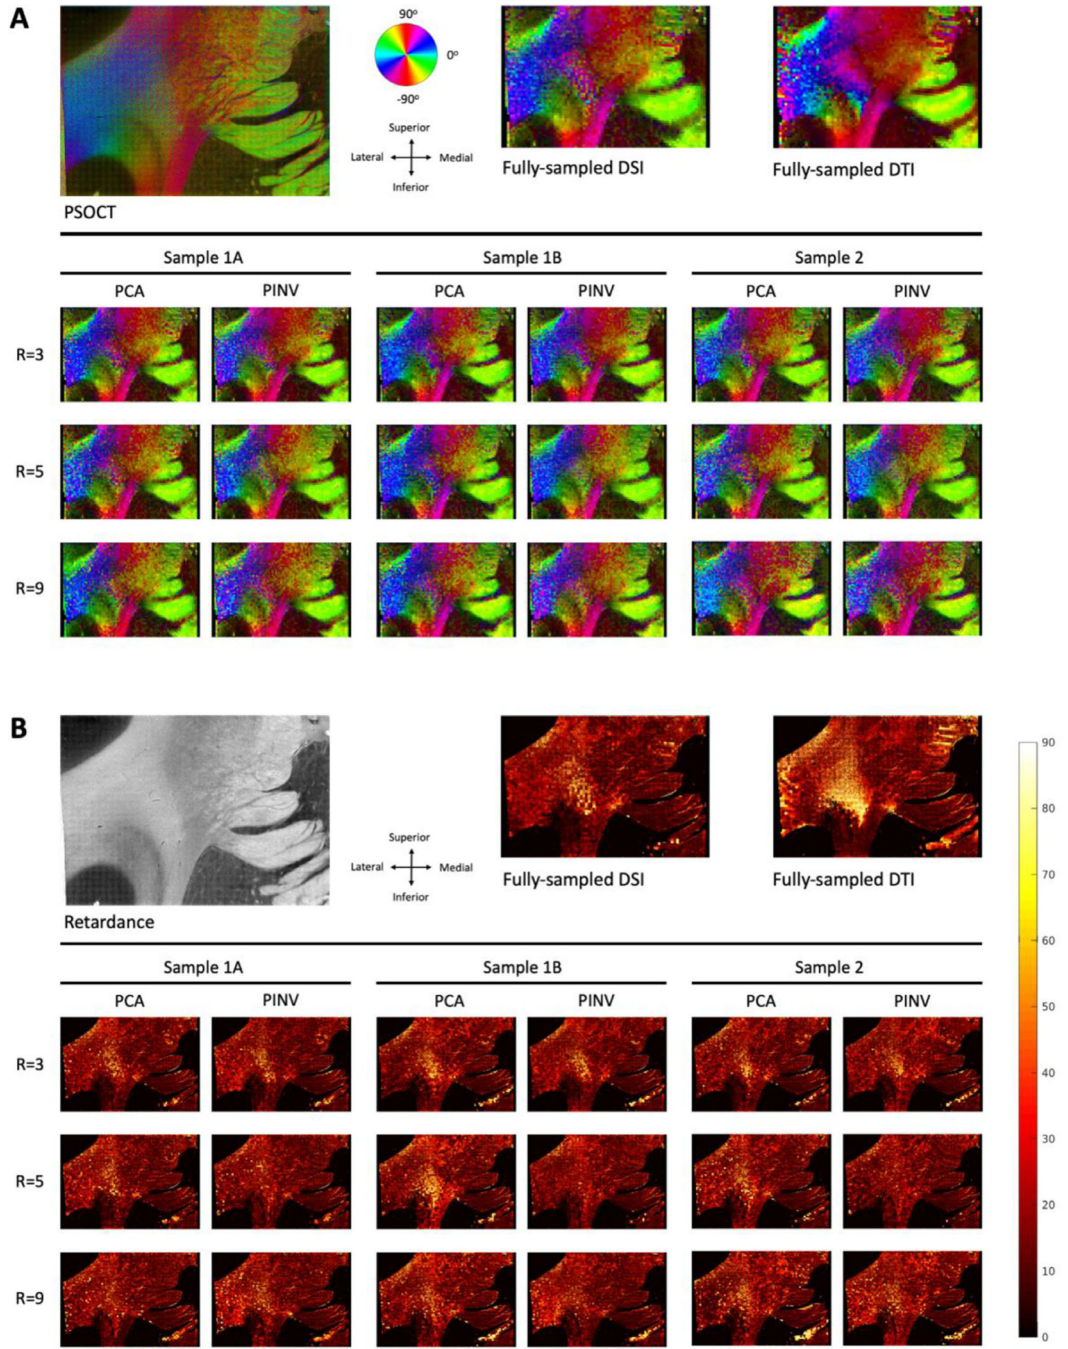 A
90°
0°
-90°
Superior
Lateral
Medial
Inferior
PSOCT
Fully-sampled DSI
Fully-sampled DTI
Sample 1A
Sample 1B
Sample 2
PCA
PINV
PCA
PINV
PCA
PINV
R=3
R=5
R=9
B
Superior
Lateral
Medial
Inferior
Retardance
Fully-sampled DSI
Fully-sampled DTI
Sample 1A
Sample 1B
Sample 2
PCA
PINV
PCA
PINV
PCA
PINV
R=3
R=5
R=9
90
80
70
60
50
40
30
20
10
0